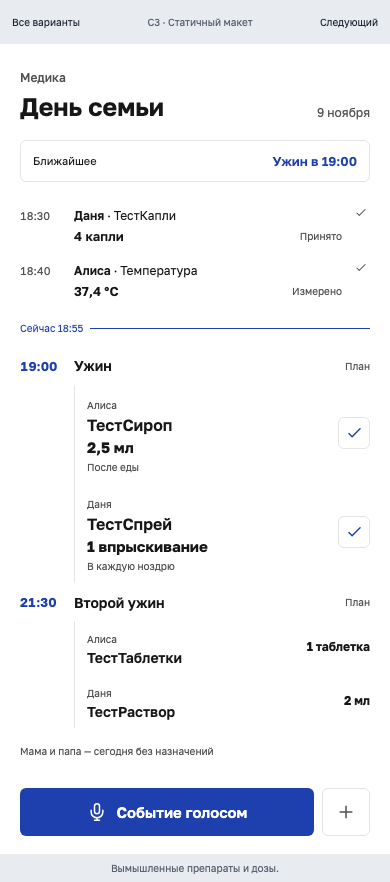 Все варианты
С3 · Статичный макет
Следующий
Медика
День семьи
9 ноября
Ближайшее
Ужин в 19:00
18:30
Даня · ТестКапли
4 капли
Принято
18:40
Алиса · Температура
37,4 °C
Измерено
Сейчас 18:55
19:00
Ужин
План
Алиса
ТестСироп
2,5 мл
После еды
Даня
ТестСпрей
1 впрыскивание
В каждую ноздрю
21:30
Второй ужин
План
Алиса
ТестТаблетки
1 таблетка
Даня
ТестРаствор
2 мл
Мама и папа — сегодня без назначений
Событие голосом
Вымышленные препараты и дозы.